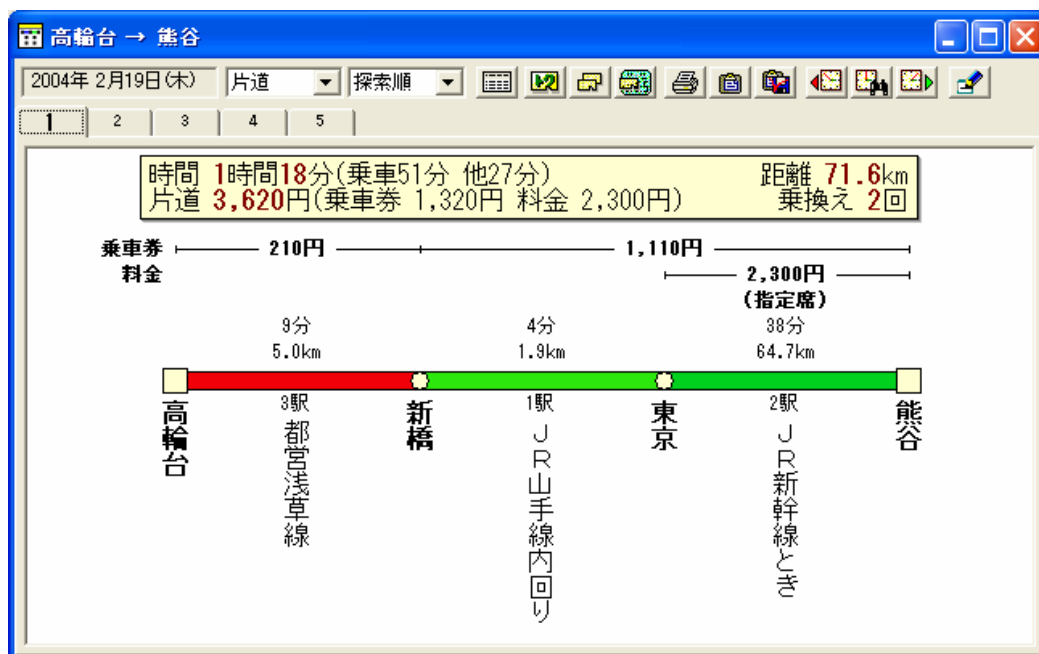 高輪台 → 熊谷
2004年 2月19日(木) 片道 探索順
1 2 3 4 5
時間 1時間18分(乗車51分 他27分) 距離 71.6km
片道 3,620円(乗車券 1,320円 料金 2,300円) 乗換え 2回
乗車券 210円 1,110円
料金 2,300円
(指定席)
9分 4分 38分
5.0km 1.9km 64.7km
3駅 1駅 2駅
高輪台
都営浅草線
新橋
JR山手線内回り
東京
JR新幹線とき
熊谷